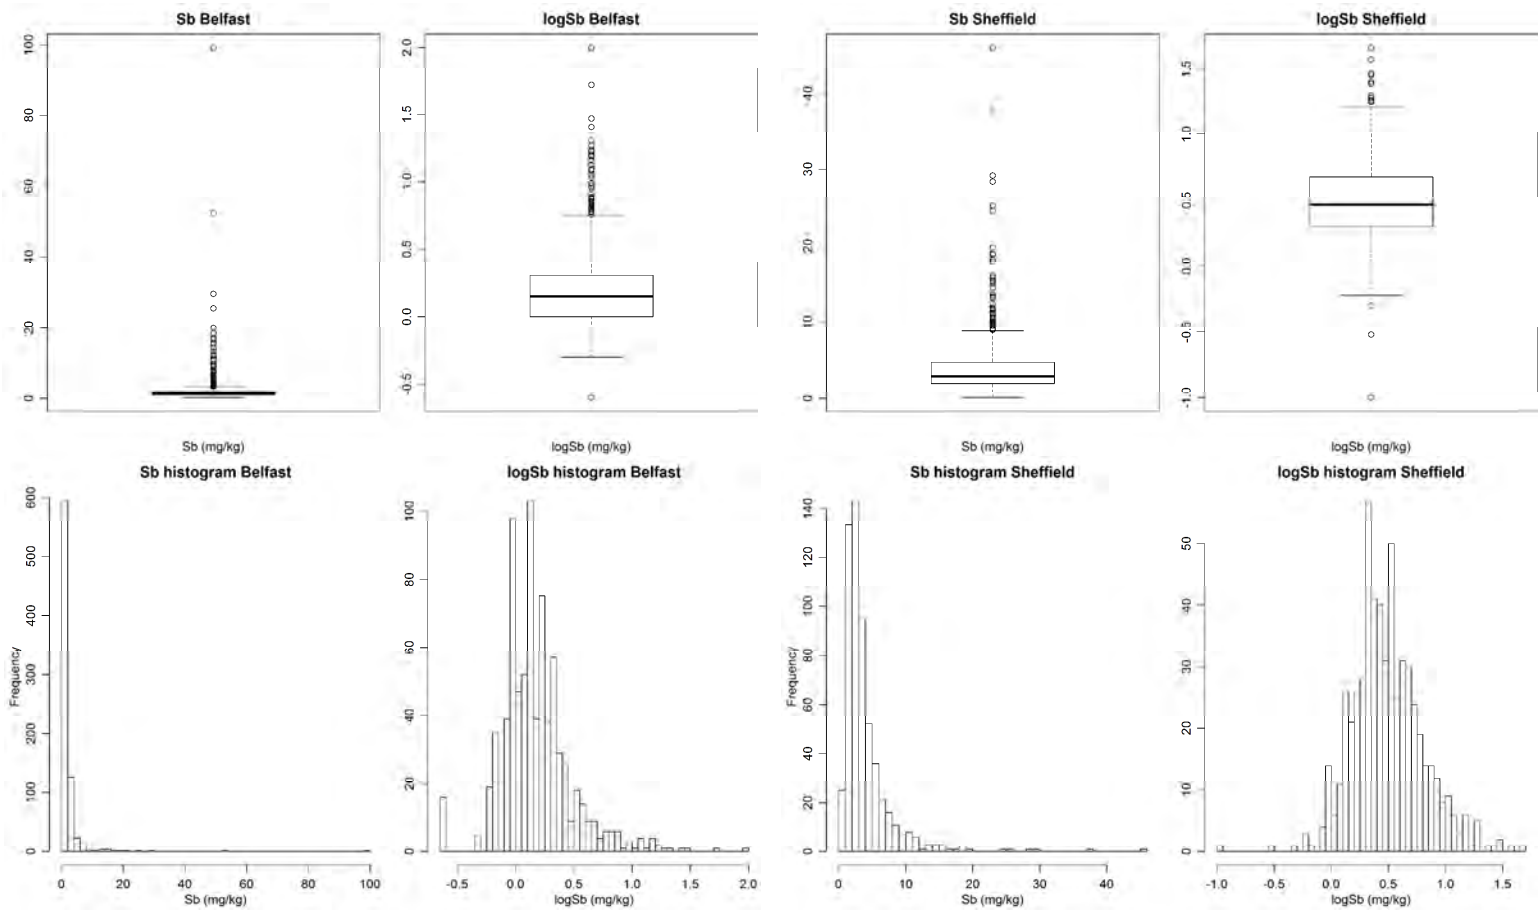 Sb Belfast
100
80
60
40
20
0
Sb (mg/kg)
logSb Belfast
2.0
1.5
1.0
0.5
0.0
-0.5
logSb (mg/kg)
Sb Sheffield
40
30
20
10
0
Sb (mg/kg)
logSb Sheffield
1.5
1.0
0.5
0.0
-0.5
-1.0
logSb (mg/kg)
Sb histogram Belfast
Frequency
600
500
400
300
200
100
0
0 20 40 60 80 100
Sb (mg/kg)
logSb histogram Belfast
100
80
60
40
20
0
-0.5 0.0 0.5 1.0 1.5 2.0
logSb (mg/kg)
Sb histogram Sheffield
Frequency
140
120
100
80
60
40
20
0
0 10 20 30 40
Sb (mg/kg)
logSb histogram Sheffield
50
40
30
20
10
0
-1.0 -0.5 0.0 0.5 1.0 1.5
logSb (mg/kg)